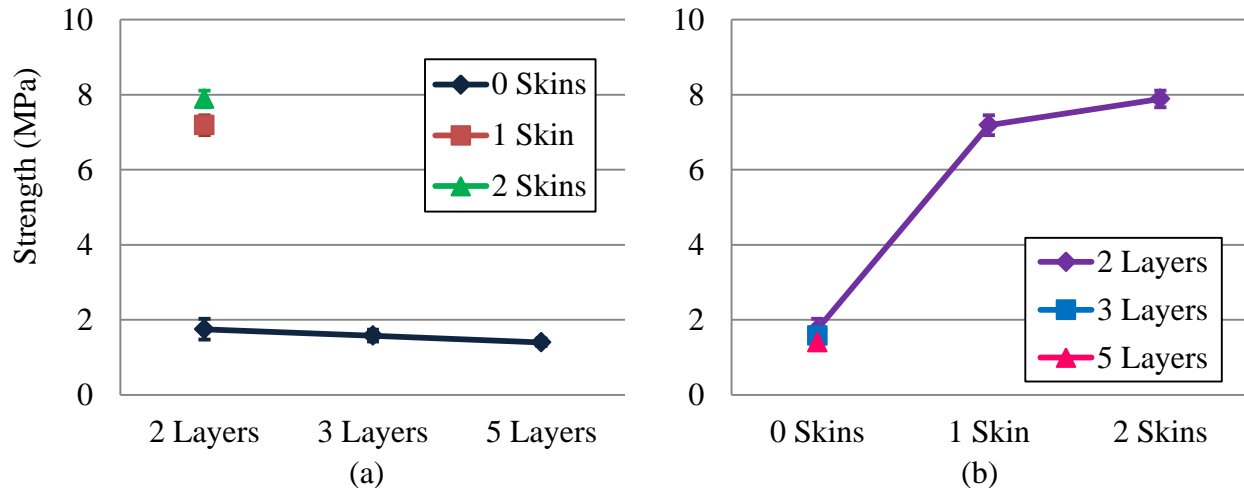 Strength (MPa)
10
8
6
4
2
0
0 Skins
1 Skin
2 Skins
2 Layers
3 Layers
5 Layers
(a)
10
8
6
4
2
0
2 Layers
3 Layers
5 Layers
0 Skins
1 Skin
2 Skins
(b)